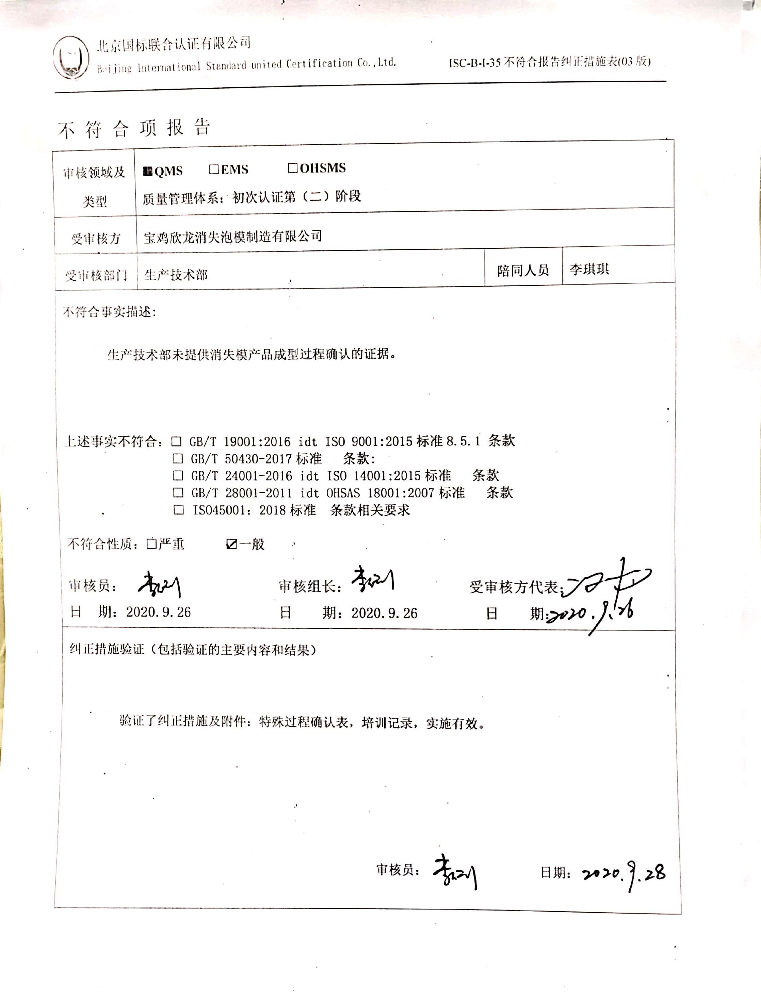 北京国标联合认证有限公司
Beijing International Standard united Certification Co.,Ltd. ISC-B-I-35 不符合报告纠正措施表(03 版)
不符合项报告
审核领域及类型 ■QMS □EMS □OHSMS
质量管理体系：初次认证第（二）阶段
受审核方 宝鸡欣龙消失泡模制造有限公司
受审核部门 生产技术部 陪同人员 李琪琪
不符合事实描述:
生产技术部未提供消失模产品成型过程确认的证据。
上述事实不符合：□ GB/T 19001:2016 idt ISO 9001:2015 标准 8.5.1 条款
□ GB/T 50430-2017 标准 条款:
□ GB/T 24001-2016 idt ISO 14001:2015 标准 条款
□ GB/T 28001-2011 idt OHSAS 18001:2007 标准 条款
□ ISO45001：2018 标准 条款相关要求
不符合性质：□严重 ☑一般
审核员： 审核组长： 受审核方代表:
日 期：2020.9.26 日 期：2020.9.26 日 期:2020.9.26
纠正措施验证（包括验证的主要内容和结果）
验证了纠正措施及附件：特殊过程确认表，培训记录，实施有效。
审核员： 日期：2020.9.28